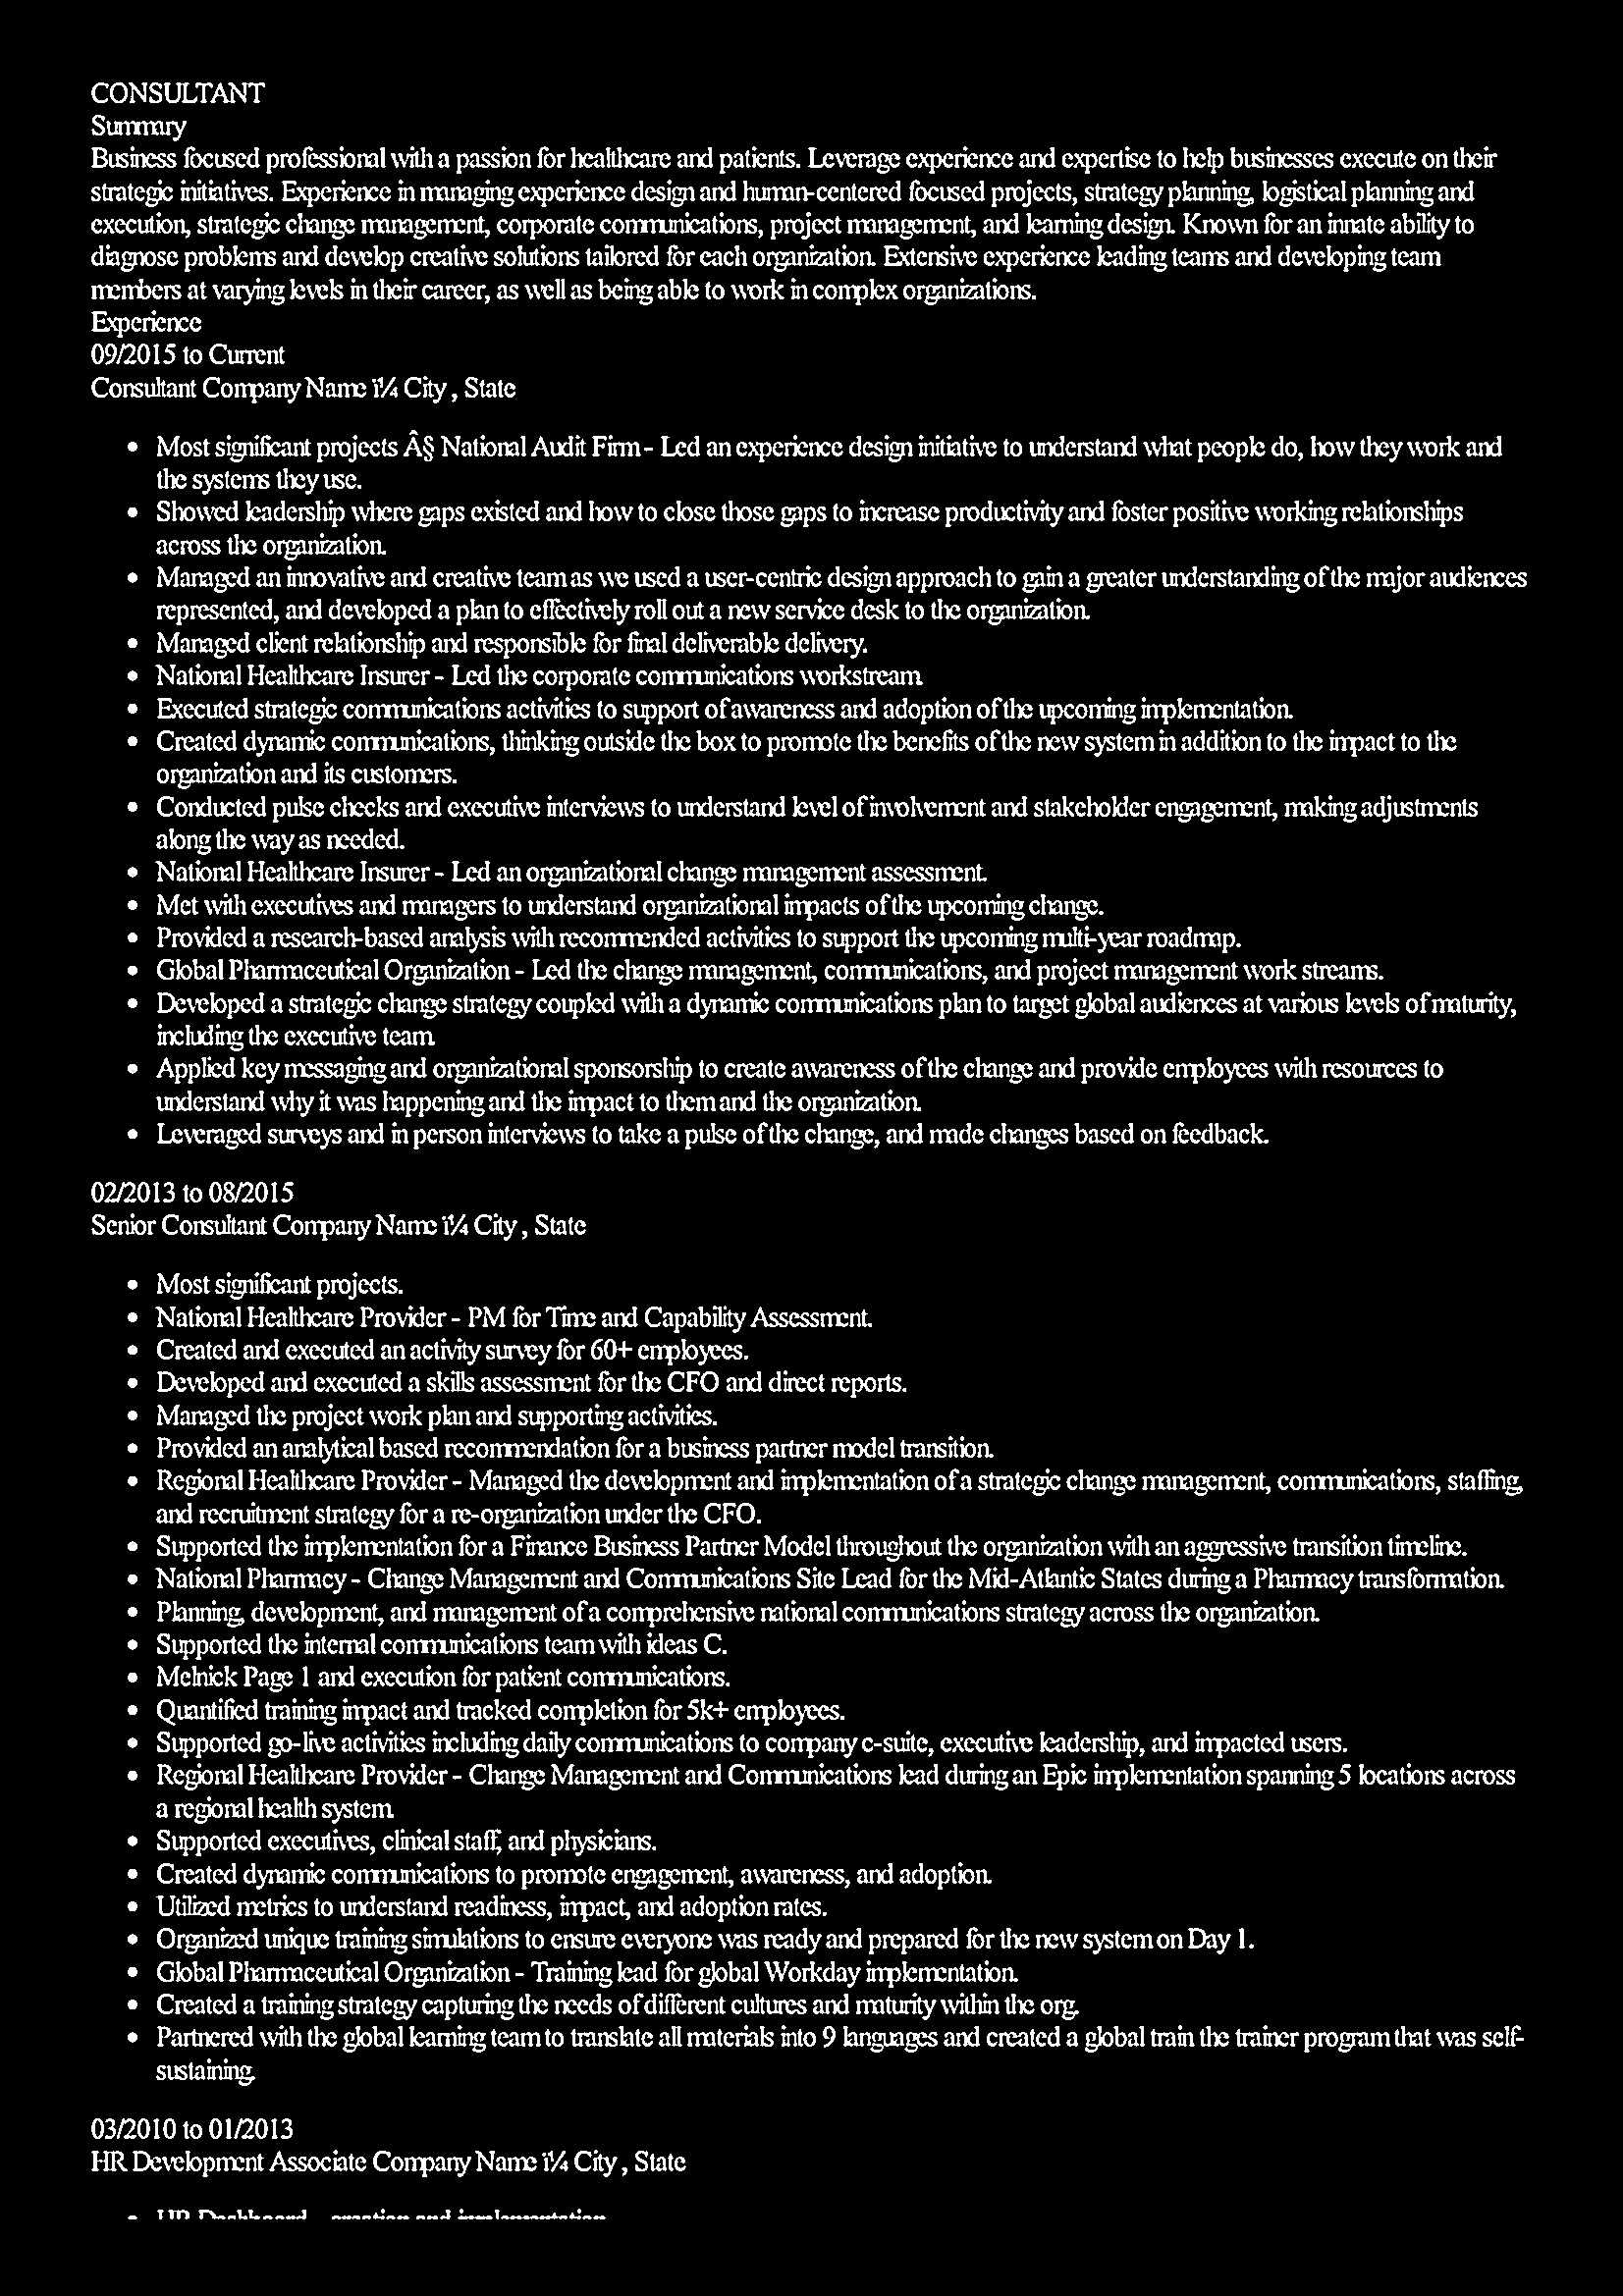 CONSULTANT
Summary
Business focused professional with a passion for healthcare and patients. Leverage experience and expertise to help businesses execute on their
strategic initiatives. Experience in managing experience design and human-centered focused projects, strategy planning, logistical planning and
execution, strategic change management, corporate communications, project management, and learning design. Known for an innate ability to
diagnose problems and develop creative solutions tailored for each organization. Extensive experience leading teams and developing team
members at varying levels in their career, as well as being able to work in complex organizations.
Experience
09/2015 to Current
Consultant Company Name ï¼ City , State
• Most significant projects Â§ National Audit Firm - Led an experience design initiative to understand what people do, how they work and
the systems they use.
• Showed leadership where gaps existed and how to close those gaps to increase productivity and foster positive working relationships
across the organization.
• Managed an innovative and creative team as we used a user-centric design approach to gain a greater understanding of the major audiences
represented, and developed a plan to effectively roll out a new service desk to the organization.
• Managed client relationship and responsible for final deliverable delivery.
• National Healthcare Insurer - Led the corporate communications workstream.
• Executed strategic communications activities to support of awareness and adoption of the upcoming implementation.
• Created dynamic communications, thinking outside the box to promote the benefits of the new system in addition to the impact to the
organization and its customers.
• Conducted pulse checks and executive interviews to understand level of involvement and stakeholder engagement, making adjustments
along the way as needed.
• National Healthcare Insurer - Led an organizational change management assessment.
• Met with executives and managers to understand organizational impacts of the upcoming change.
• Provided a research-based analysis with recommended activities to support the upcoming multi-year roadmap.
• Global Pharmaceutical Organization - Led the change management, communications, and project management work streams.
• Developed a strategic change strategy coupled with a dynamic communications plan to target global audiences at various levels of maturity,
including the executive team.
• Applied key messaging and organizational sponsorship to create awareness of the change and provide employees with resources to
understand why it was happening and the impact to them and the organization.
• Leveraged surveys and in person interviews to take a pulse of the change, and made changes based on feedback.
02/2013 to 08/2015
Senior Consultant Company Name ï¼ City , State
• Most significant projects.
• National Healthcare Provider - PM for Time and Capability Assessment.
• Created and executed an activity survey for 60+ employees.
• Developed and executed a skills assessment for the CFO and direct reports.
• Managed the project work plan and supporting activities.
• Provided an analytical based recommendation for a business partner model transition.
• Regional Healthcare Provider - Managed the development and implementation of a strategic change management, communications, staffing,
and recruitment strategy for a re-organization under the CFO.
• Supported the implementation for a Finance Business Partner Model throughout the organization with an aggressive transition timeline.
• National Pharmacy - Change Management and Communications Site Lead for the Mid-Atlantic States during a Pharmacy transformation.
• Planning, development, and management of a comprehensive national communications strategy across the organization.
• Supported the internal communications team with ideas C.
• Melnick Page 1 and execution for patient communications.
• Quantified training impact and tracked completion for 5k+ employees.
• Supported go-live activities including daily communications to company c-suite, executive leadership, and impacted users.
• Regional Healthcare Provider - Change Management and Communications lead during an Epic implementation spanning 5 locations across
a regional health system.
• Supported executives, clinical staff, and physicians.
• Created dynamic communications to promote engagement, awareness, and adoption.
• Utilized metrics to understand readiness, impact, and adoption rates.
• Organized unique training simulations to ensure everyone was ready and prepared for the new system on Day 1.
• Global Pharmaceutical Organization - Training lead for global Workday implementation.
• Created a training strategy capturing the needs of different cultures and maturity within the org.
• Partnered with the global learning team to translate all materials into 9 languages and created a global train the trainer program that was self-
sustaining.
03/2010 to 01/2013
HR Development Associate Company Name ï¼ City , State
• HR Dashboard - creation and implementation